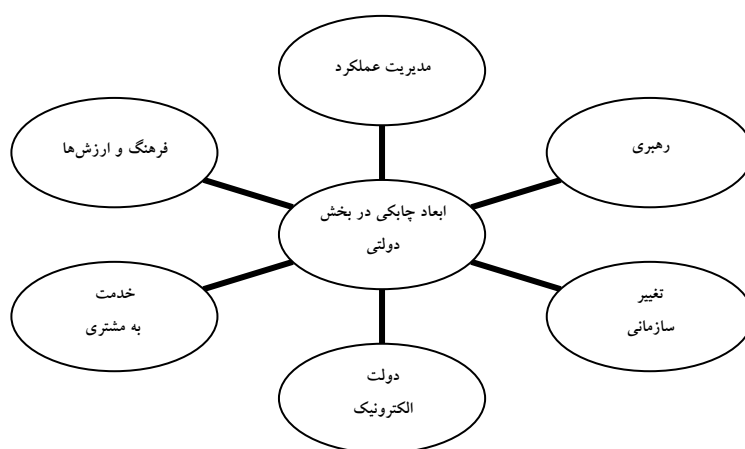 مدیریت عملکرد
رهبری
فرهنگ و ارزش‌ها
ابعاد چابکی در بخش
دولتی
تغییر
سازمانی
خدمت
به مشتری
دولت
الکترونیک